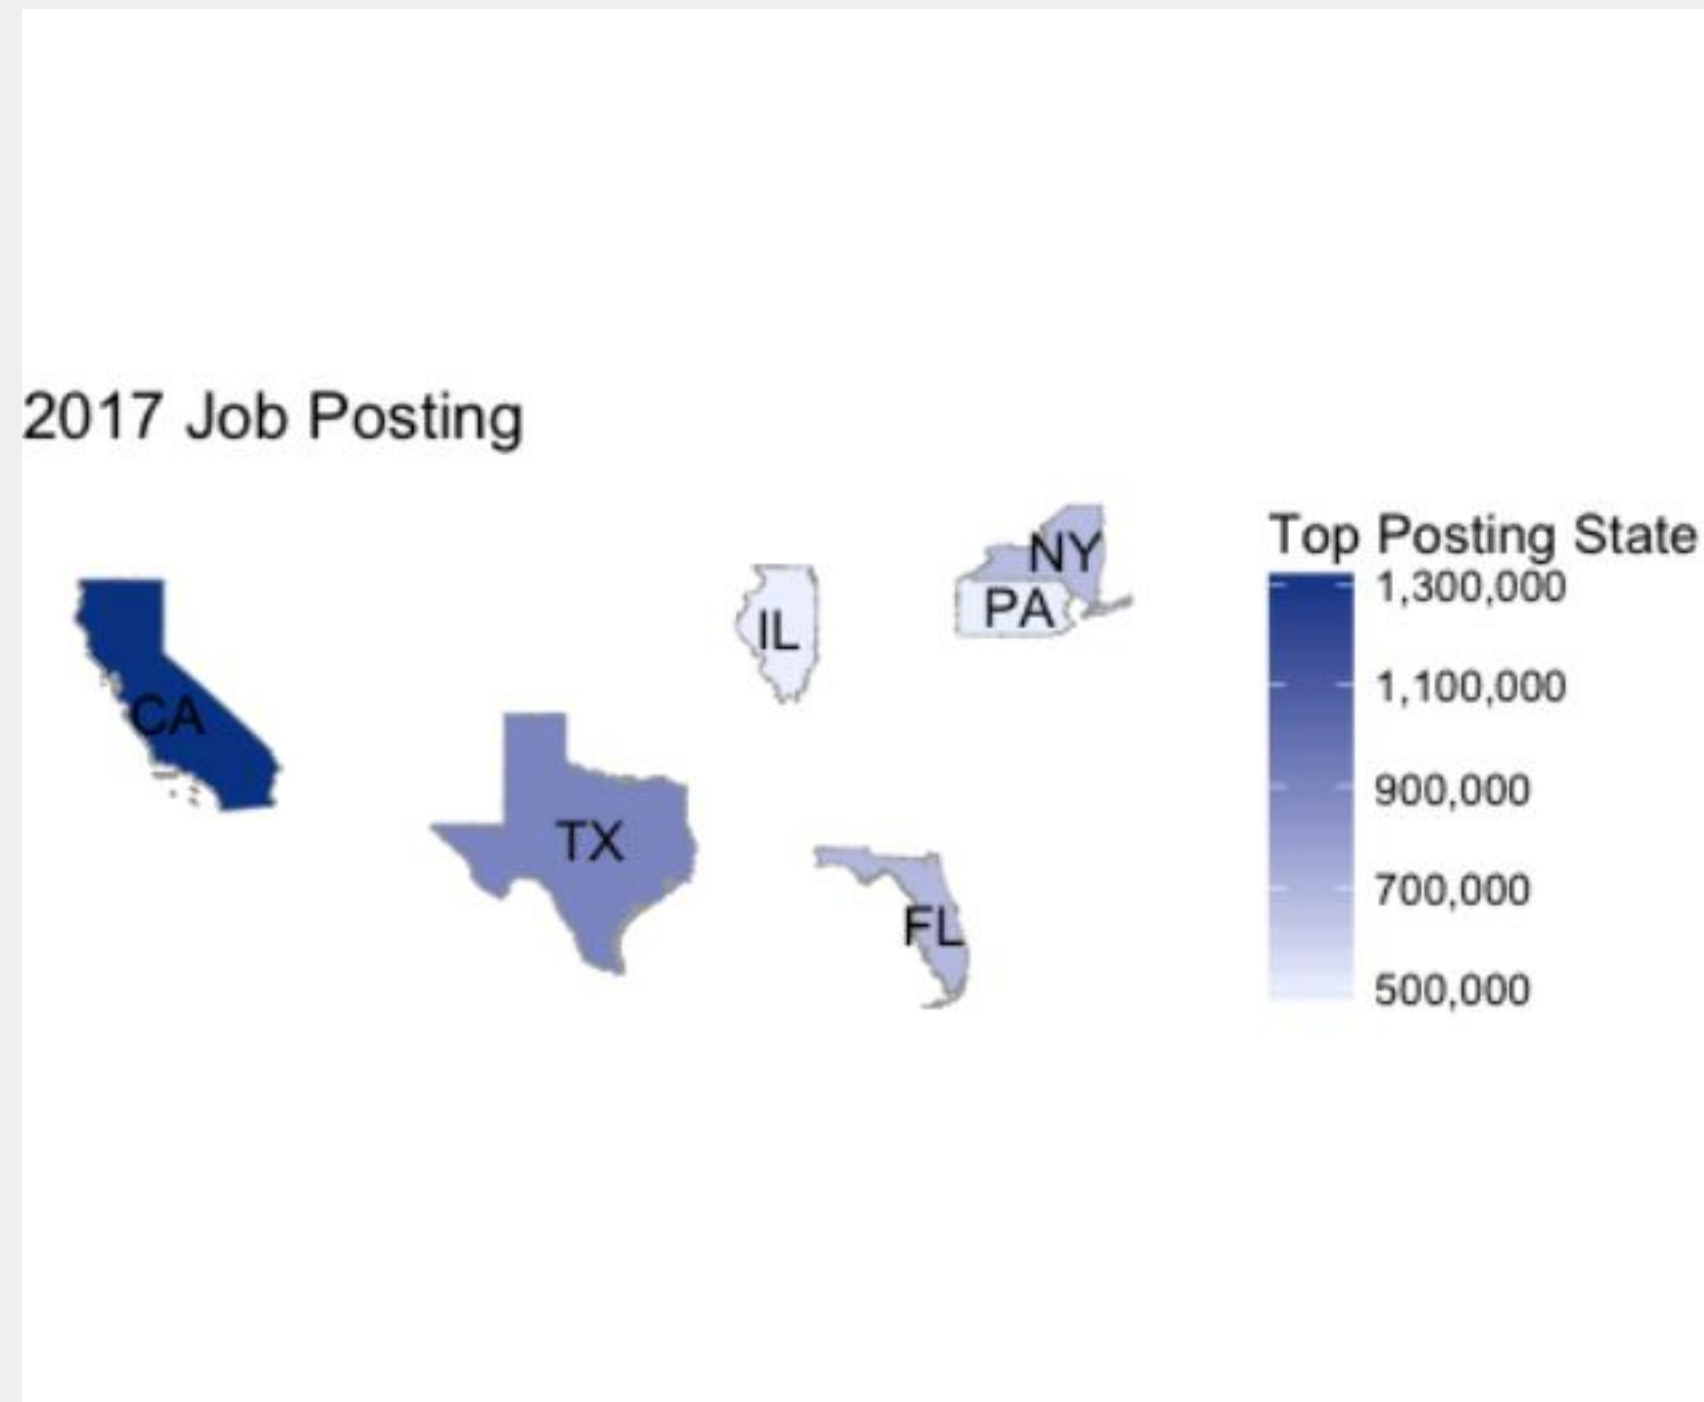 2017 Job Posting
NY
PA
IL
CA
TX
FL
Top Posting State
1,300,000
1,100,000
900,000
700,000
500,000